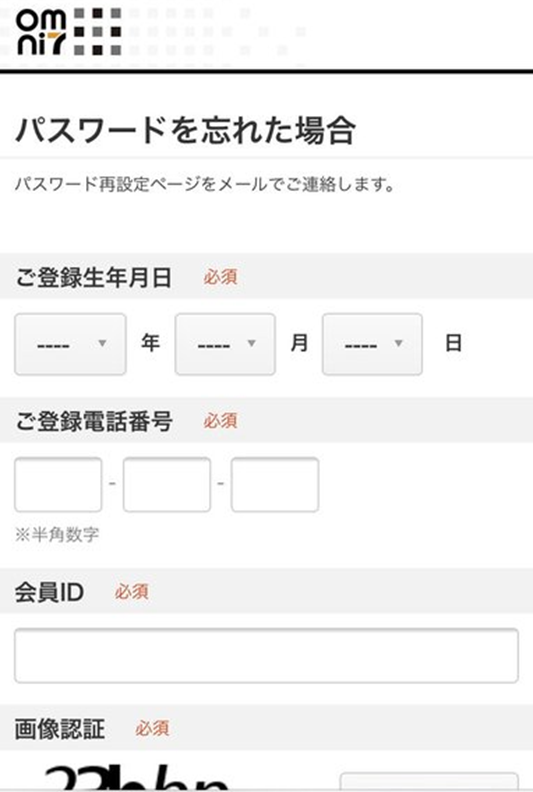 om
ni7
パスワードを忘れた場合
パスワード再設定ページをメールでご連絡します。
ご登録生年月日 必須
---- ▼ 年 ---- ▼ 月 ---- ▼ 日
ご登録電話番号 必須
- -
※半角数字
会員ID 必須
画像認証 必須